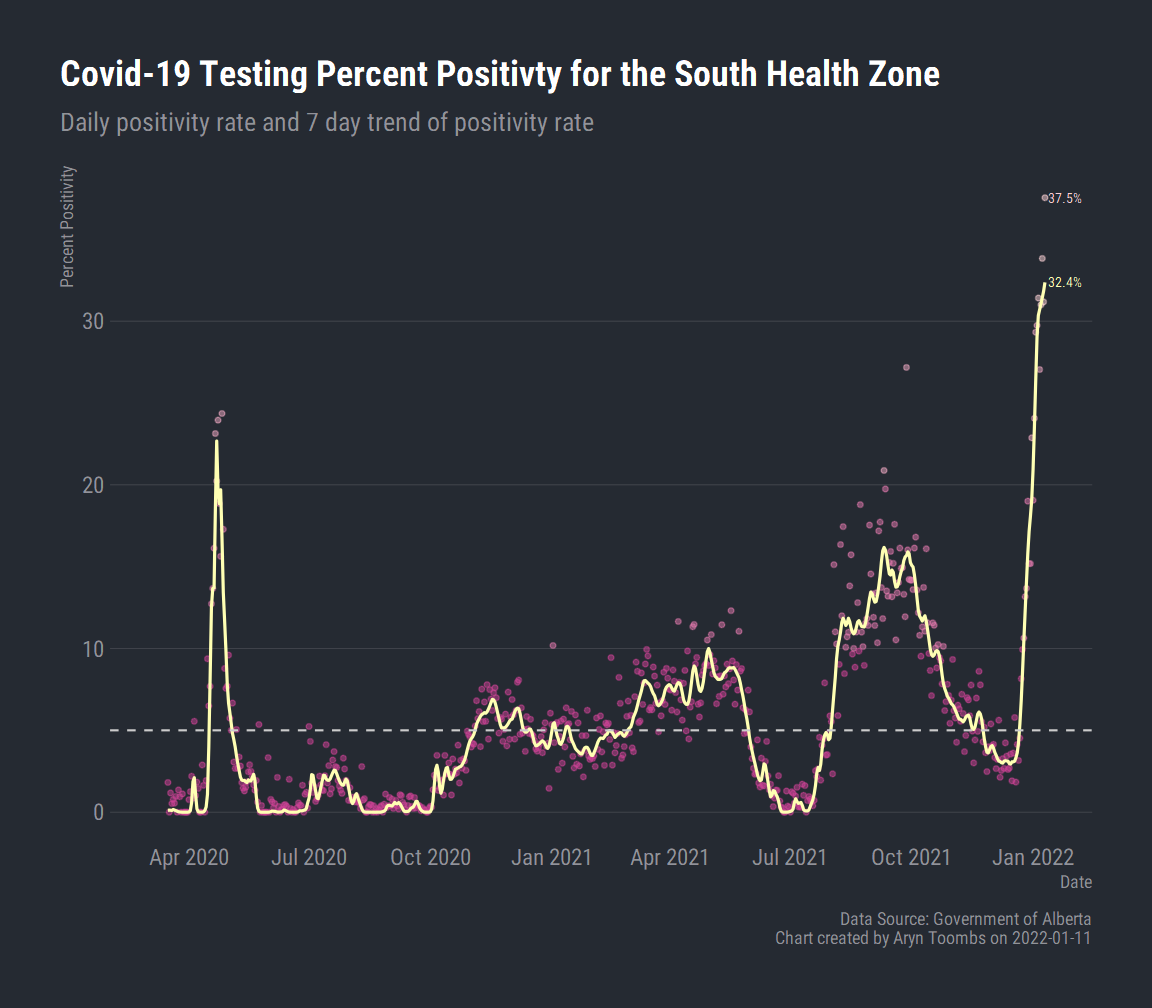 Covid-19 Testing Percent Positivty for the South Health Zone
Daily positivity rate and 7 day trend of positivity rate
Percent Positivity
37.5%
32.4%
30
20
10
0
Apr 2020 Jul 2020 Oct 2020 Jan 2021 Apr 2021 Jul 2021 Oct 2021 Jan 2022
Date
Data Source: Government of Alberta
Chart created by Aryn Toombs on 2022-01-11